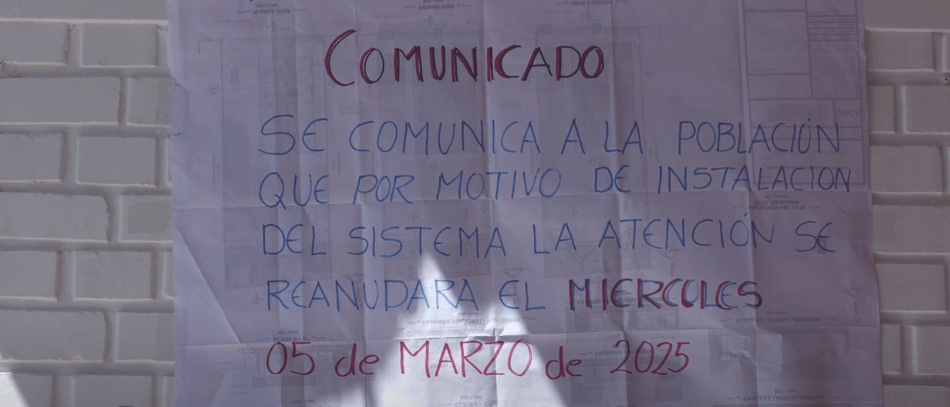 COMUNICADO
SE COMUNICA A LA POBLACIÓN
QUE POR MOTIVO DE INSTALACION
DEL SISTEMA LA ATENCIÓN SE
REANUDARA EL MIERCOLES
05 de MARZO de 2025